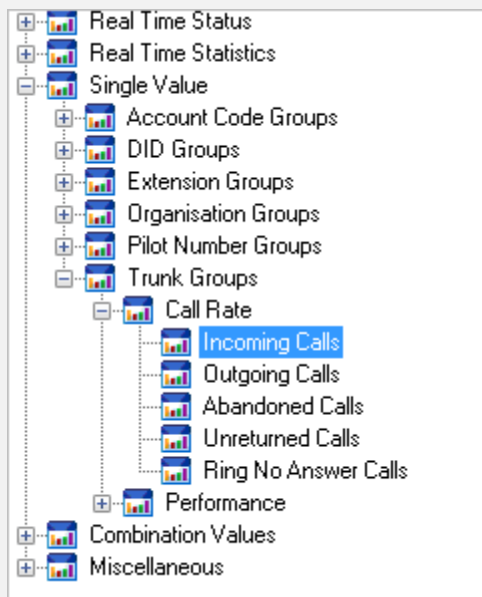 Real Time Status
Real Time Statistics
Single Value
Account Code Groups
DID Groups
Extension Groups
Organisation Groups
Pilot Number Groups
Trunk Groups
Call Rate
Incoming Calls
Outgoing Calls
Abandoned Calls
Unreturned Calls
Ring No Answer Calls
Performance
Combination Values
Miscellaneous